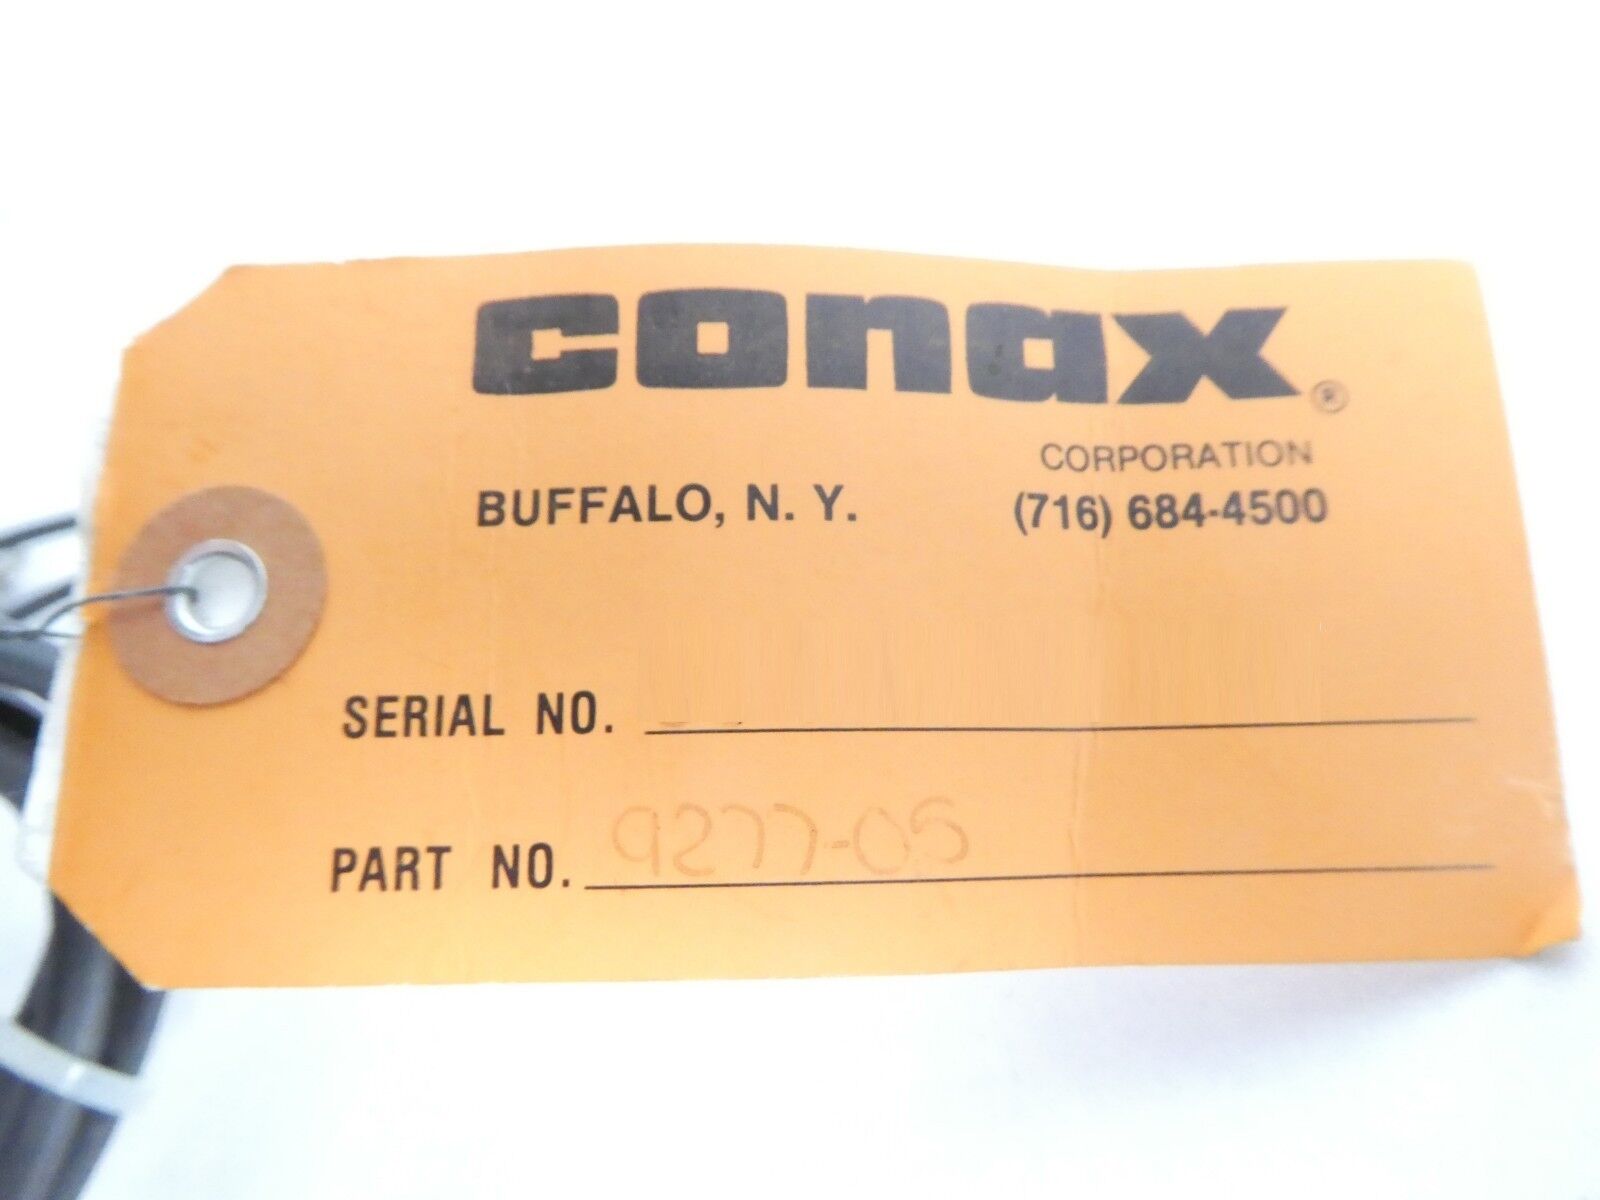 conax®
CORPORATION
BUFFALO, N. Y. (716) 684-4500
SERIAL NO.
PART NO. 9277-05